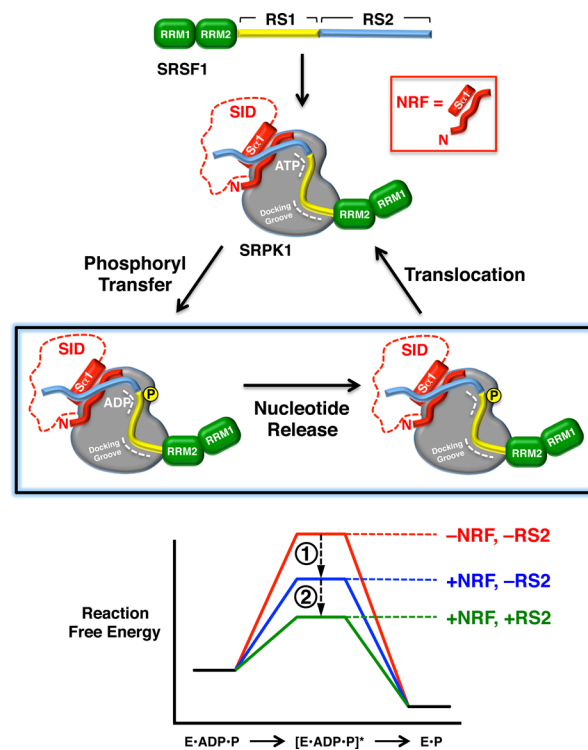 RS1 RS2
RRM1 RRM2
SRSF1
NRF = Sα1
N
SID
Sα1
ATP
N
Docking
Groove
RRM2 RRM1
SRPK1
Phosphoryl
Transfer
Translocation
SID
Sα1
ADP
P
N
Docking
Groove
RRM2 RRM1
Nucleotide
Release
SID
Sα1
P
N
Docking
Groove
RRM2 RRM1
Reaction
Free Energy
1
2
–NRF, –RS2
+NRF, –RS2
+NRF, +RS2
E•ADP•P [E•ADP•P]* E•P